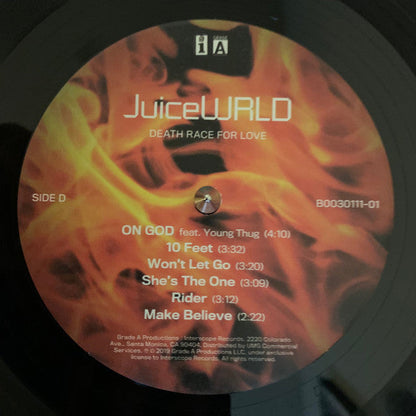 i
GRADE
A
JuiceWRLD
DEATH RACE FOR LOVE
SIDE D
B0030111-01
ON GOD feat. Young Thug (4:10)
10 Feet (3:32)
Won't Let Go (3:20)
She's The One (3:09)
Rider (3:12)
Make Believe (2:22)
Grade A Productions / Interscope Records, 2220 Colorado
Ave., Santa Monica, CA 90404. Distributed by UMG Commercial
Services. ℗ © 2019 Grade A Productions LLC, under exclusive
license to Interscope Records. All rights reserved.